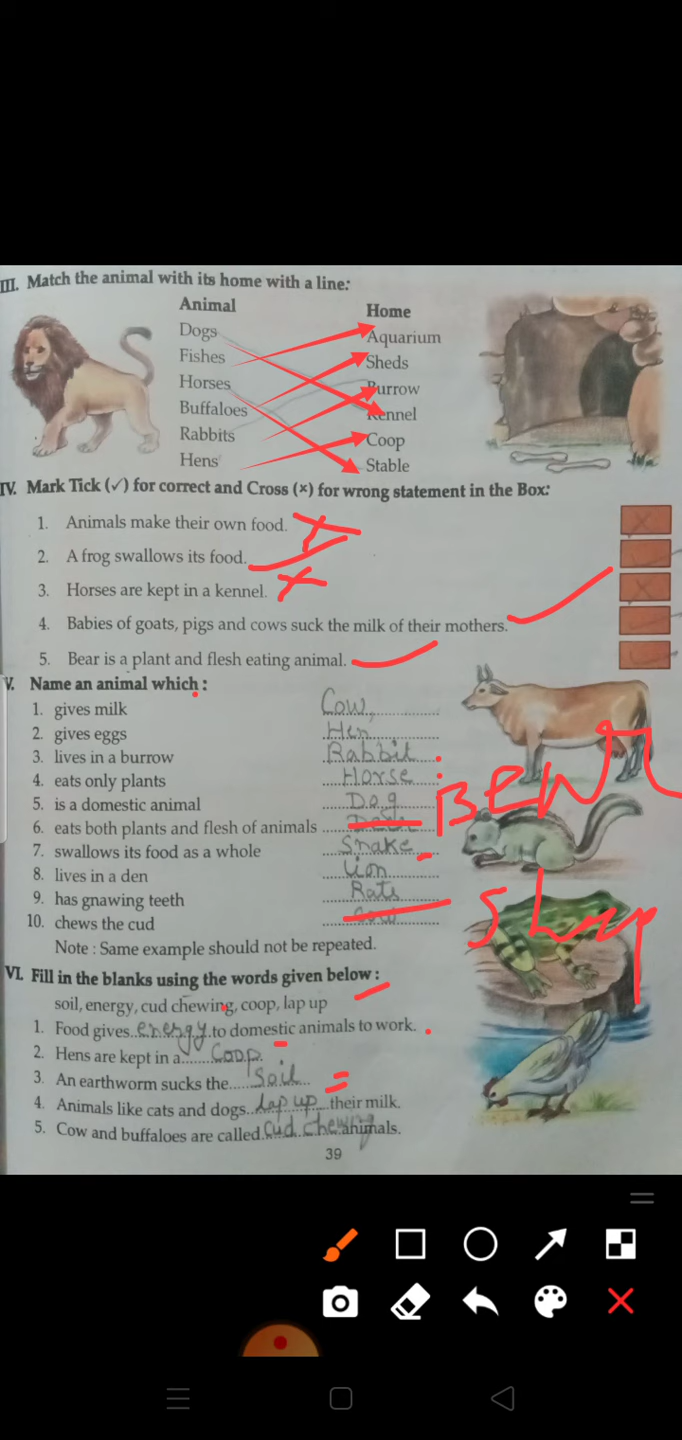 III. Match the animal with its home with a line:
Animal Home
Dogs Aquarium
Fishes Sheds
Horses Burrow
Buffaloes Kennel
Rabbits Coop
Hens Stable
IV. Mark Tick (✓) for correct and Cross (×) for wrong statement in the Box:
1. Animals make their own food. ×
2. A frog swallows its food. ✓
3. Horses are kept in a kennel. ×
4. Babies of goats, pigs and cows suck the milk of their mothers. ✓
5. Bear is a plant and flesh eating animal. ✓
V. Name an animal which :
1. gives milk Cow,
2. gives eggs Hen
3. lives in a burrow Rabbit
4. eats only plants Horse
5. is a domestic animal Dog
6. eats both plants and flesh of animals
7. swallows its food as a whole Snake
8. lives in a den Lion
9. has gnawing teeth Rats
10. chews the cud Cow
Note : Same example should not be repeated.
VI. Fill in the blanks using the words given below :
soil, energy, cud chewing, coop, lap up
1. Food gives energy to domestic animals to work.
2. Hens are kept in a Coop.
3. An earthworm sucks the Soil
4. Animals like cats and dogs lap up their milk.
5. Cow and buffaloes are called Cud chewing animals.
39